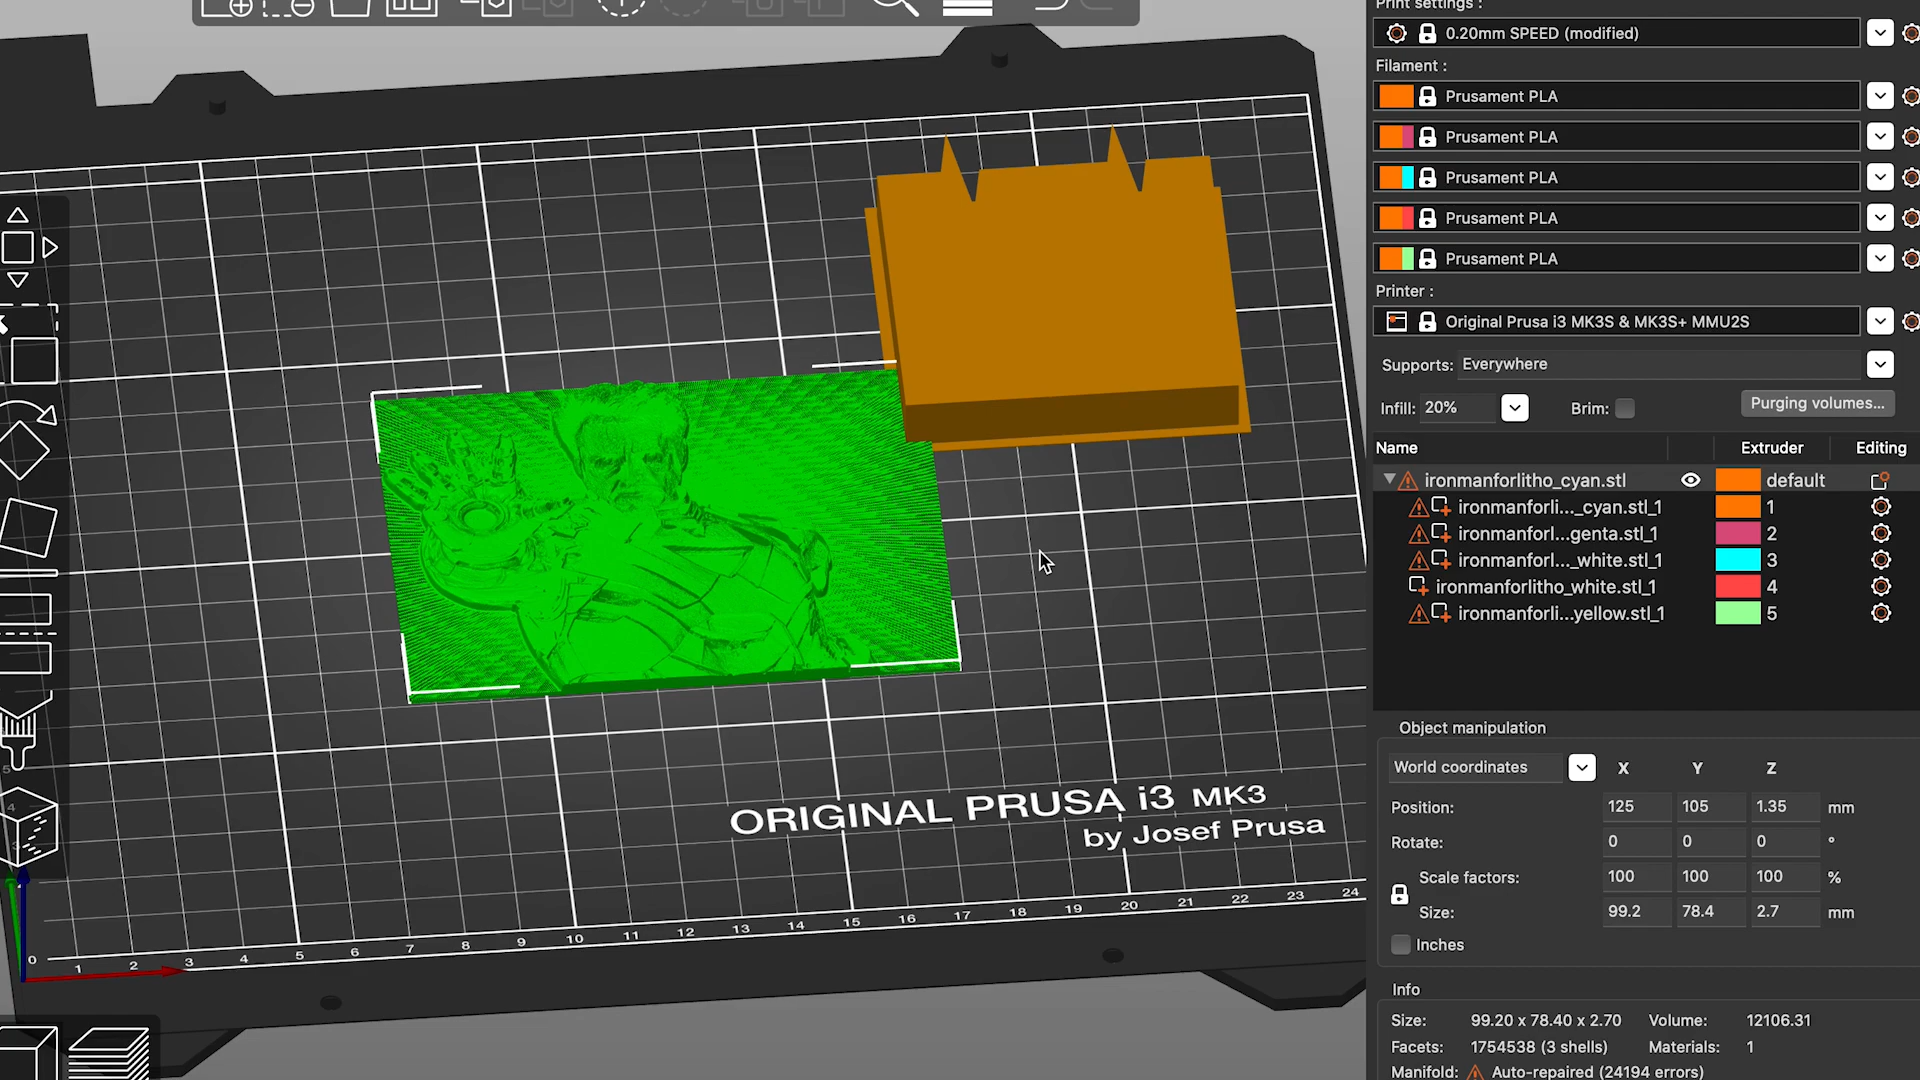 Print settings :
0.20mm SPEED (modified)
Filament :
Prusament PLA
Prusament PLA
Prusament PLA
Prusament PLA
Prusament PLA
Printer :
Original Prusa i3 MK3S & MK3S+ MMU2S
Supports: Everywhere
Infill: 20% Brim: Purging volumes...
Name Extruder Editing
ironmanforlitho_cyan.stl default
ironmanforli..._cyan.stl_1 1
ironmanforl...genta.stl_1 2
ironmanforl..._white.stl_1 3
ironmanforlitho_white.stl_1 4
ironmanforli...yellow.stl_1 5
Object manipulation
World coordinates X Y Z
Position: 125 105 1.35 mm
Rotate: 0 0 0 °
Scale factors: 100 100 100 %
Size: 99.2 78.4 2.7 mm
Inches
Info
Size: 99.20 x 78.40 x 2.70 Volume: 12106.31
Facets: 1754538 (3 shells) Materials: 1
Manifold: Auto-repaired (24194 errors)
ORIGINAL PRUSA i3 MK3
by Josef Prusa
5
4
0 1 2 3 4 5 6 7 8 9 10 11 12 13 14 15 16 17 18 19 20 21 22 23 24